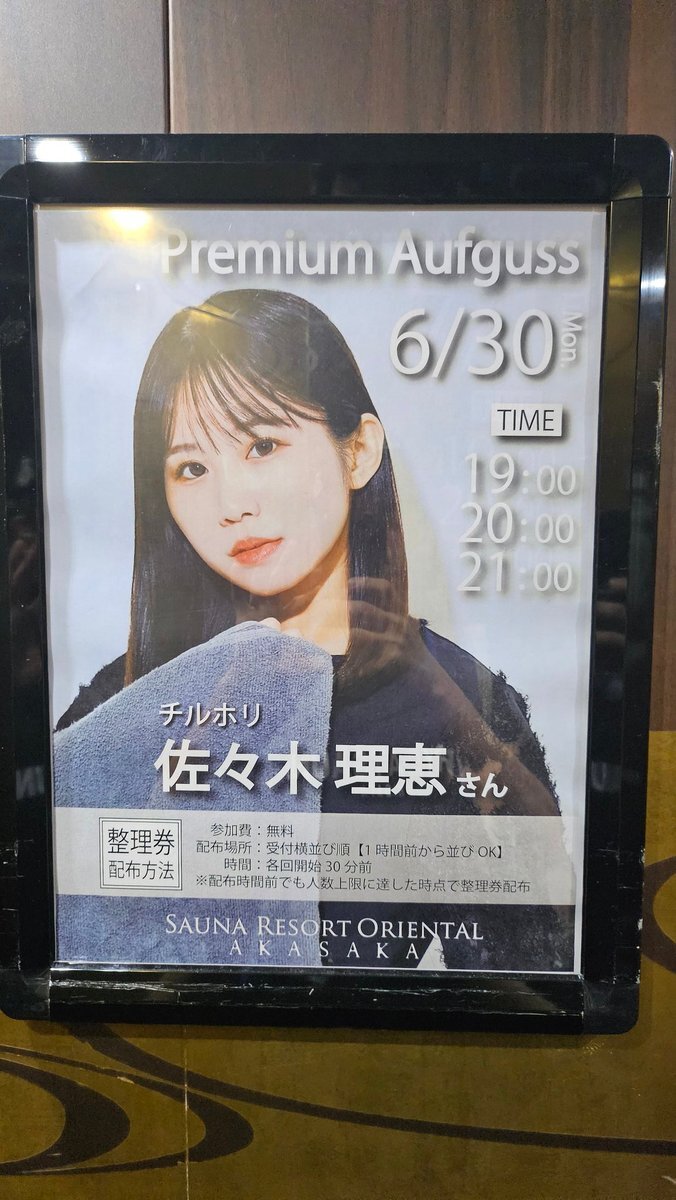 Premium Aufguss
6/30 Mon.
TIME
19:00
20:00
21:00
チルホリ
佐々木 理恵 さん
整理券
配布方法
参加費:無料
配布場所:受付横並び順【1時間前から並びOK】
時間:各回開始30分前
※配布時間前でも人数上限に達した時点で整理券配布
SAUNA RESORT ORIENTAL
AKASAKA